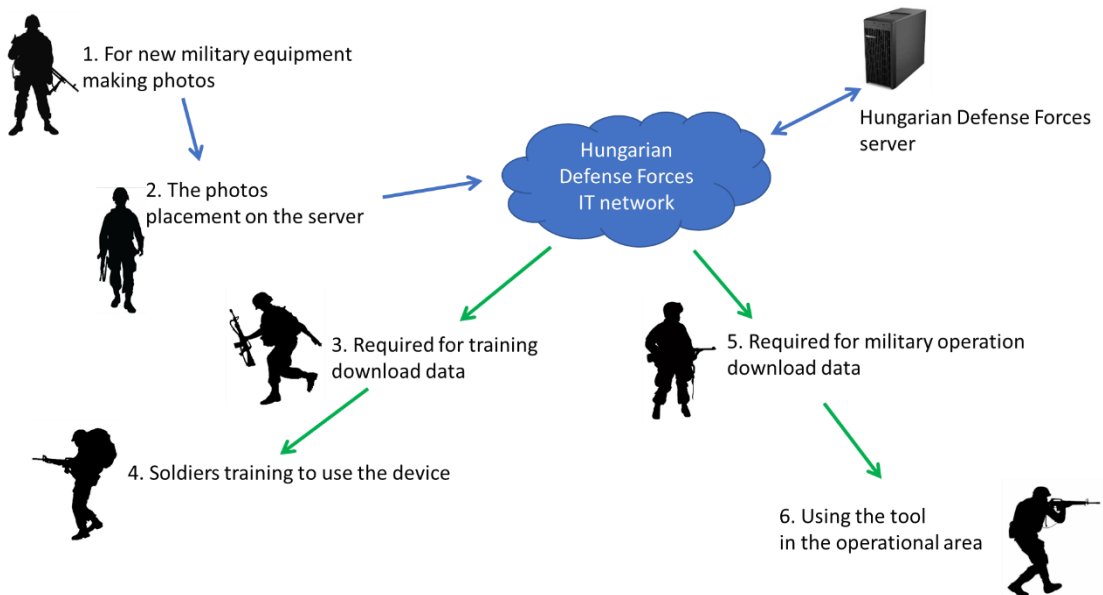 1. For new military equipment
making photos
Hungarian Defense Forces
server
Hungarian
Defense Forces
IT network
2. The photos
placement on the server
3. Required for training
download data
5. Required for military operation
download data
4. Soldiers training to use the device
6. Using the tool
in the operational area